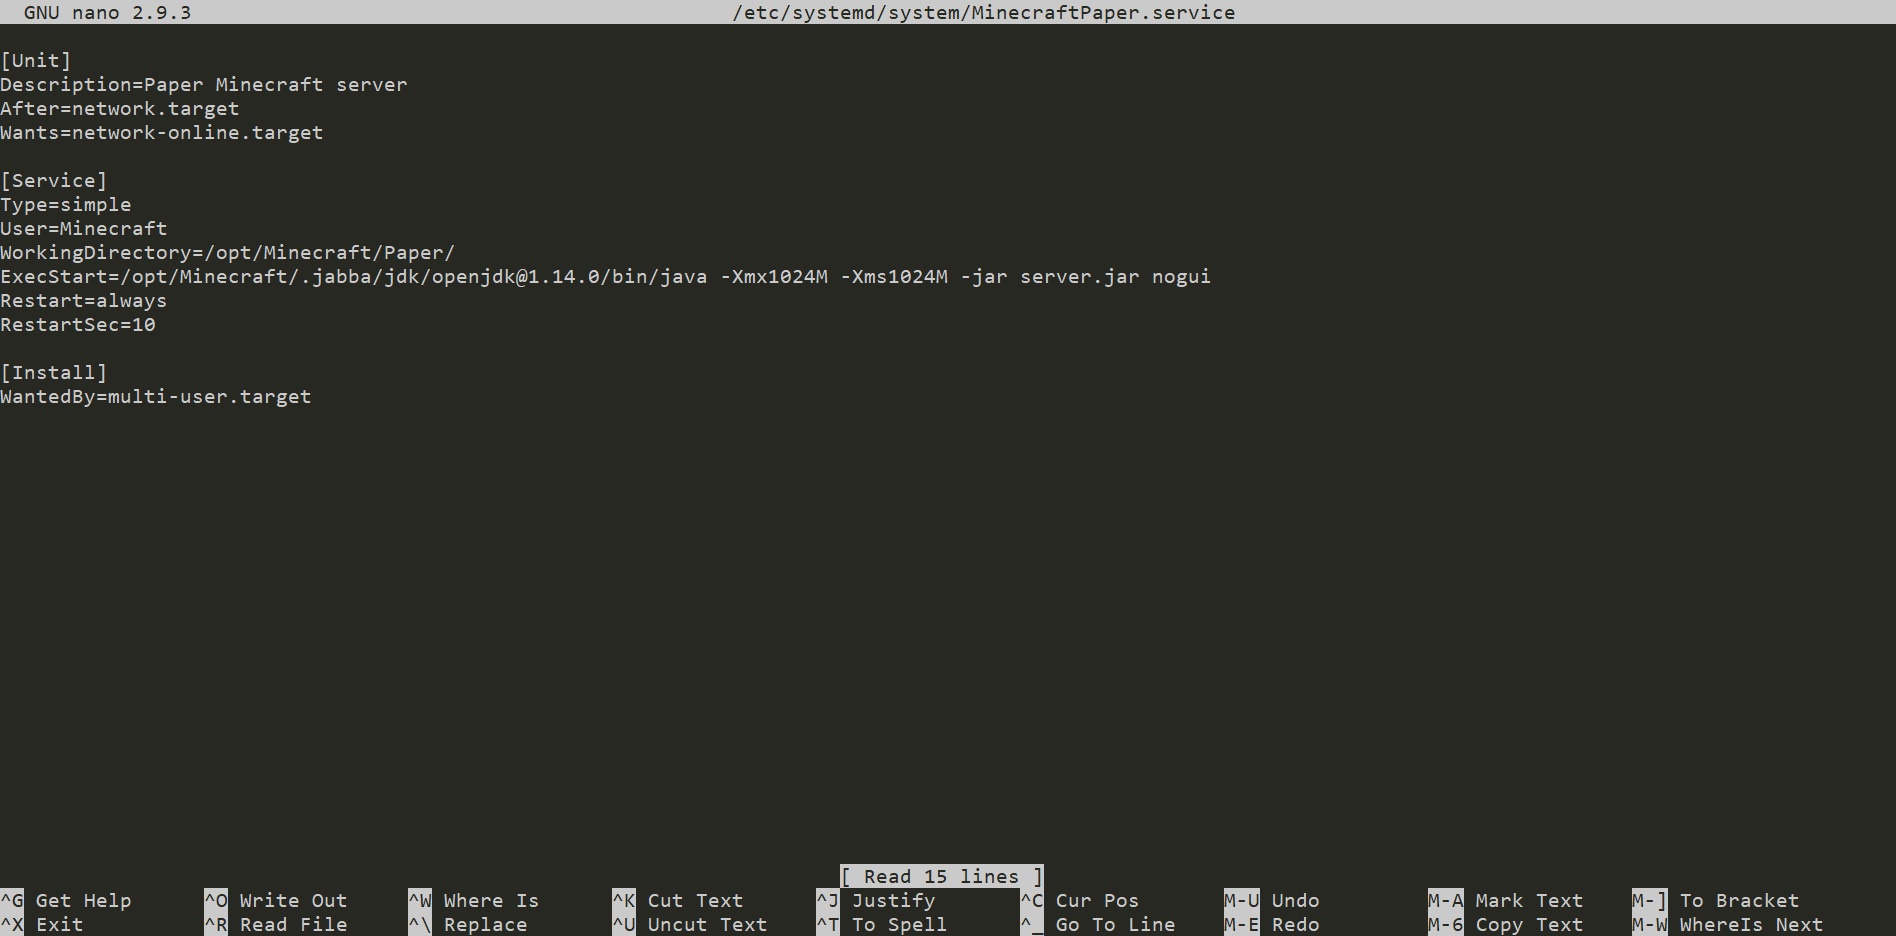 GNU nano 2.9.3 /etc/systemd/system/MinecraftPaper.service
[Unit]
Description=Paper Minecraft server
After=network.target
Wants=network-online.target
[Service]
Type=simple
User=Minecraft
WorkingDirectory=/opt/Minecraft/Paper/
ExecStart=/opt/Minecraft/.jabba/jdk/openjdk@1.14.0/bin/java -Xmx1024M -Xms1024M -jar server.jar nogui
Restart=always
RestartSec=10
[Install]
WantedBy=multi-user.target
[ Read 15 lines ]
^G Get Help ^O Write Out ^W Where Is ^K Cut Text ^J Justify ^C Cur Pos M-U Undo M-A Mark Text M-] To Bracket
^X Exit ^R Read File ^\ Replace ^U Uncut Text ^T To Spell ^_ Go To Line M-E Redo M-6 Copy Text M-W WhereIs Next